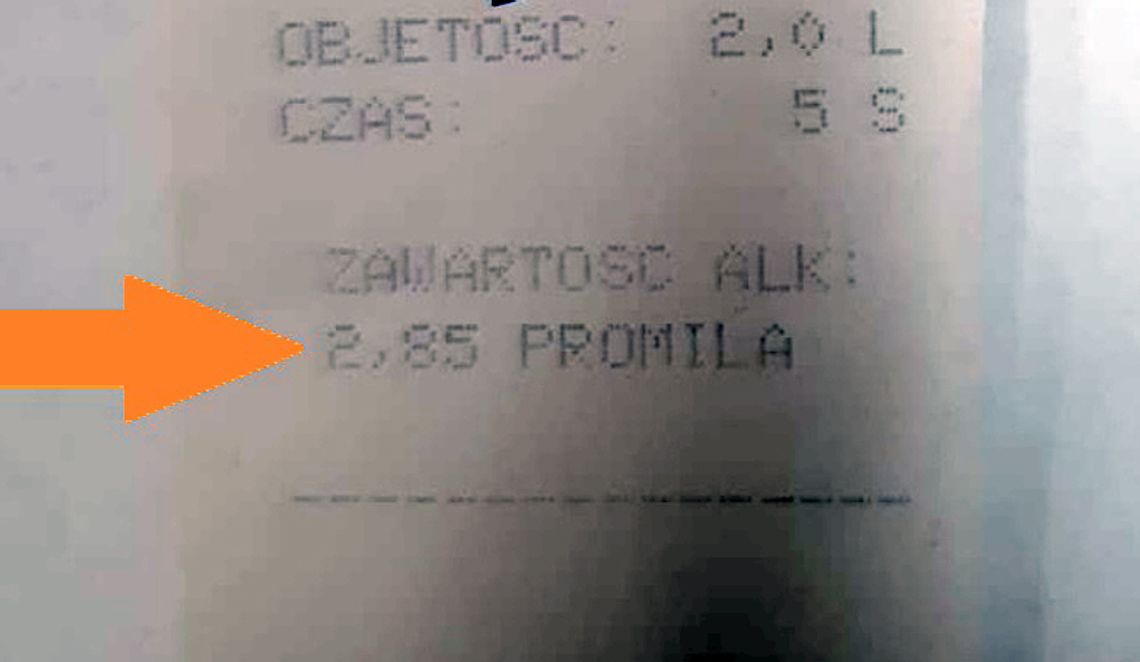 OBJETOSC: 2,0 L
CZAS: 5 S
ZAWARTOSC ALK:
2,85 PROMILA